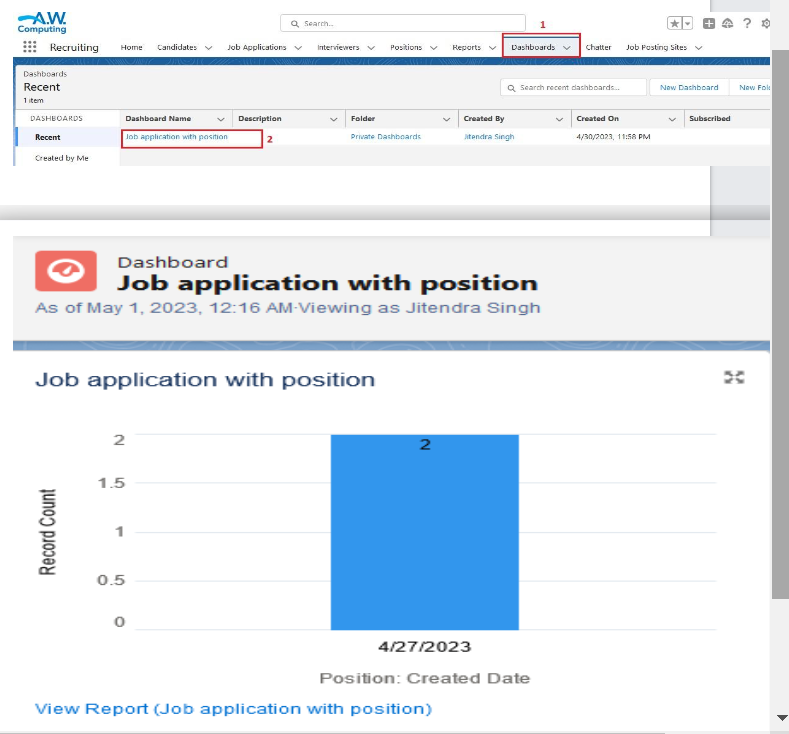 A.W.
Computing
Search...
1
Recruiting Home Candidates Job Applications Interviewers Positions Reports Dashboards Chatter Job Posting Sites
Dashboards
Recent
1 item
Search recent dashboards...
New Dashboard
New Fol
DASHBOARDS Dashboard Name Description Folder Created By Created On Subscribed
Recent Job application with position 2 Private Dashboards Jitendra Singh 4/30/2023, 11:58 PM
Created by Me
Dashboard
Job application with position
As of May 1, 2023, 12:16 AM·Viewing as Jitendra Singh
Job application with position
2
2
1.5
1
0.5
0
Record Count
4/27/2023
Position: Created Date
View Report (Job application with position)